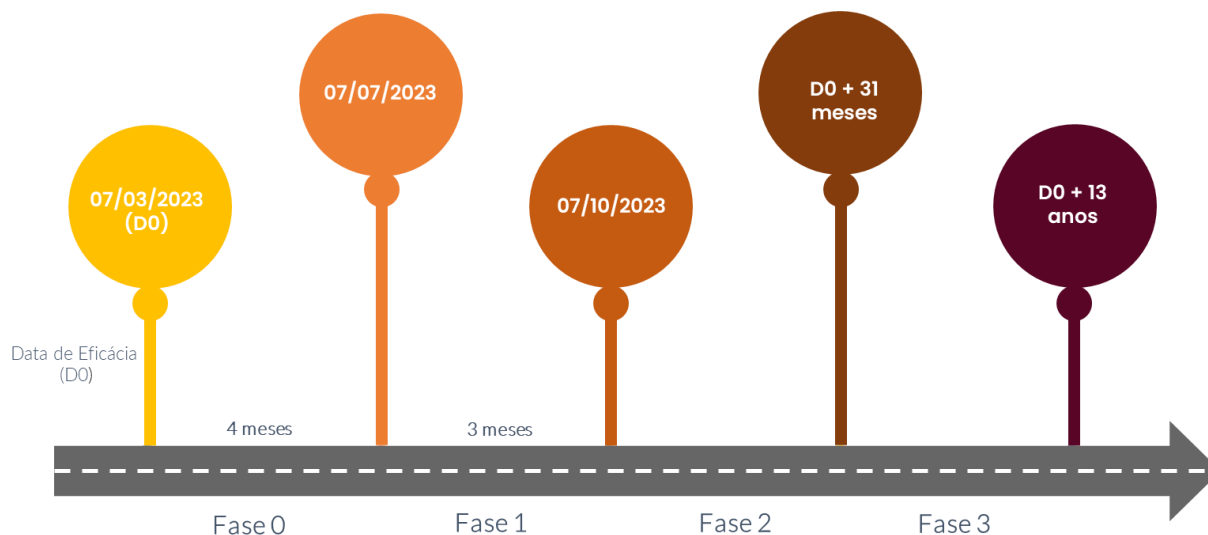 07/03/2023
(D0)
07/07/2023
07/10/2023
D0 + 31
meses
D0 + 13
anos
Data de Eficácia
(D0)
4 meses
3 meses
Fase 0
Fase 1
Fase 2
Fase 3